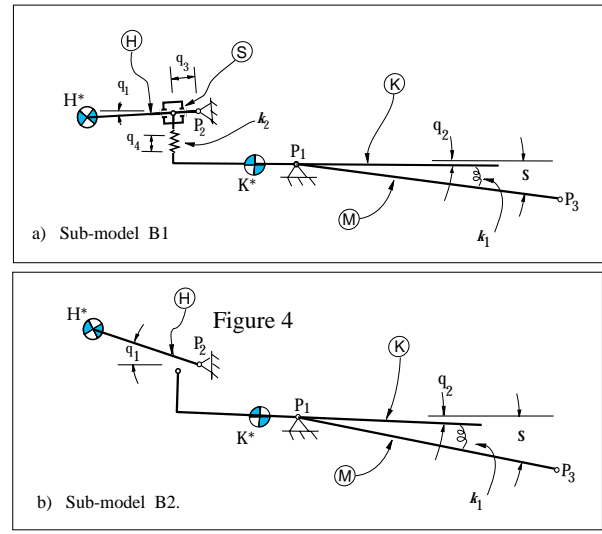 H
S
q3
q1
H*
K
P2
k2
q2
q4
P1
K*
s
M
P3
k1
a) Sub-model B1
H
H*
Figure 4
P2
q1
K
q2
P1
K*
s
M
P3
k1
b) Sub-model B2.